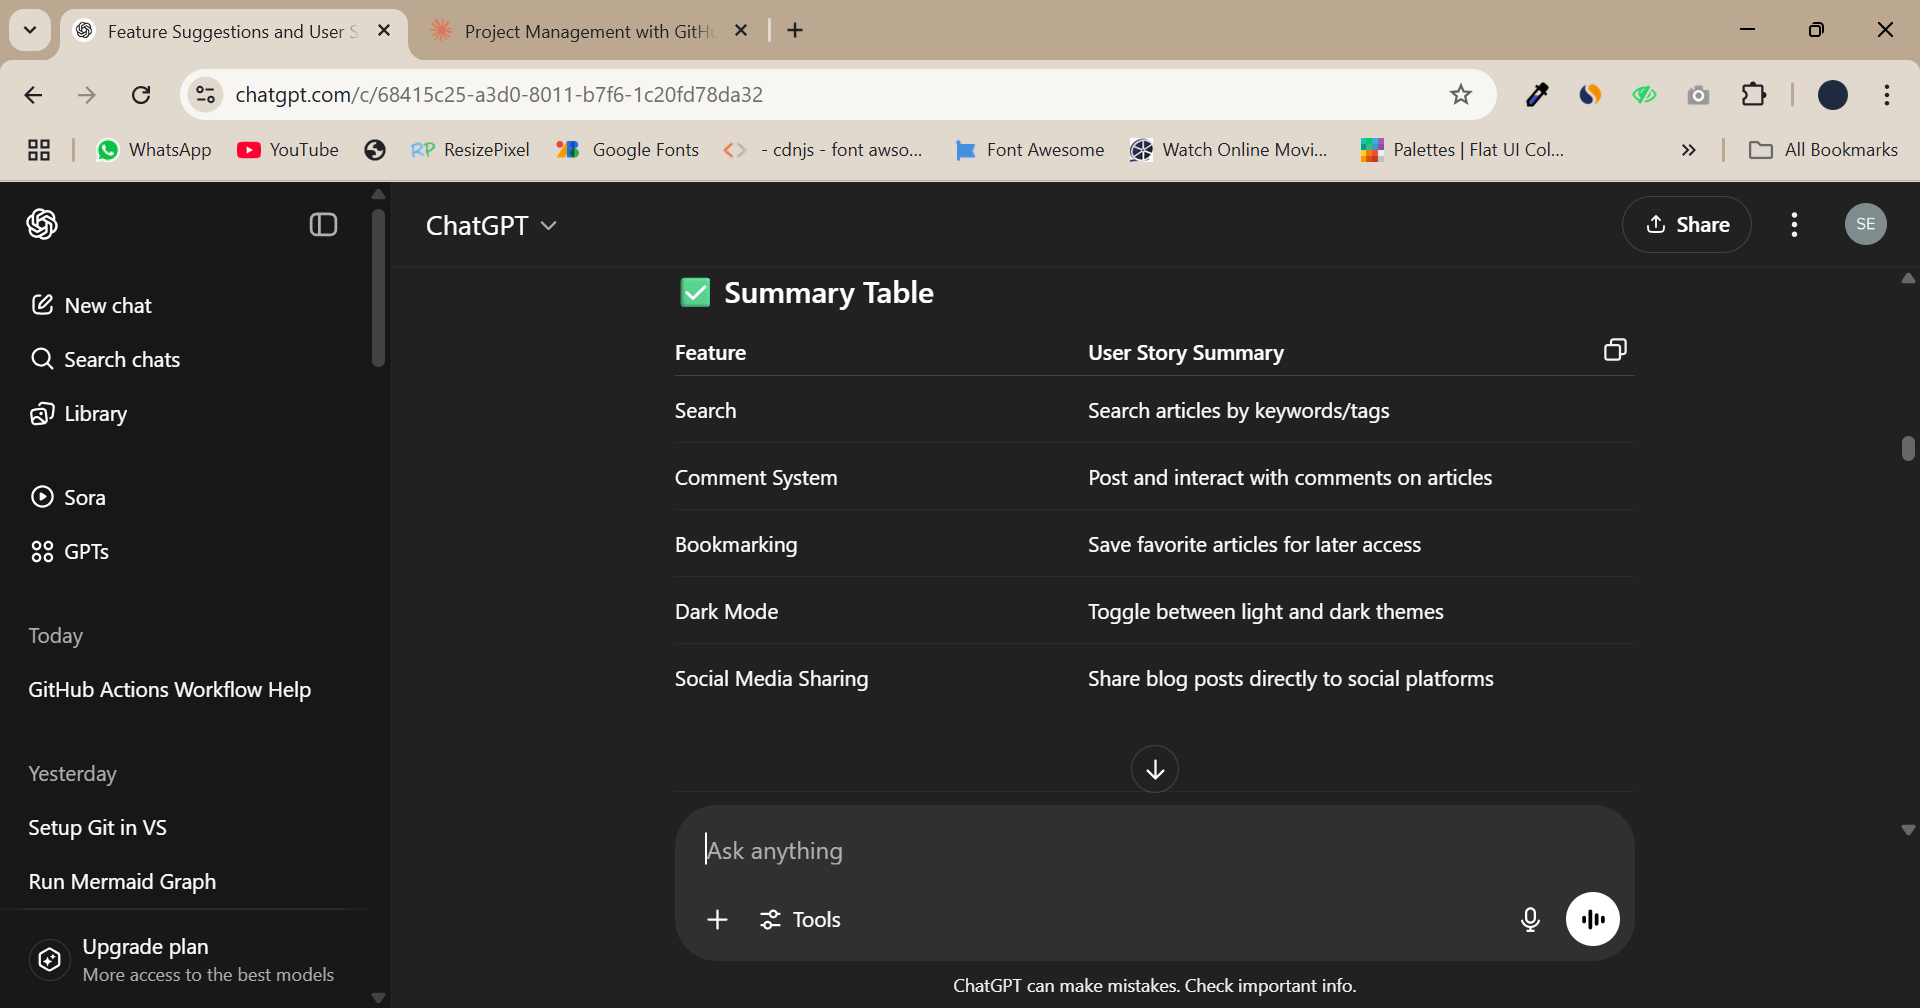 Feature Suggestions and User S
Project Management with GitH
chatgpt.com/c/68415c25-a3d0-8011-b7f6-1c20fd78da32
WhatsApp
YouTube
RP ResizePixel
Google Fonts
- cdnjs - font awso...
Font Awesome
Watch Online Movi...
Palettes | Flat UI Col...
All Bookmarks
ChatGPT
Share
SE
New chat
Search chats
Library
Sora
GPTs
Today
GitHub Actions Workflow Help
Yesterday
Setup Git in VS
Run Mermaid Graph
Upgrade plan
More access to the best models
Summary Table
Feature User Story Summary
Search Search articles by keywords/tags
Comment System Post and interact with comments on articles
Bookmarking Save favorite articles for later access
Dark Mode Toggle between light and dark themes
Social Media Sharing Share blog posts directly to social platforms
Ask anything
Tools
ChatGPT can make mistakes. Check important info.